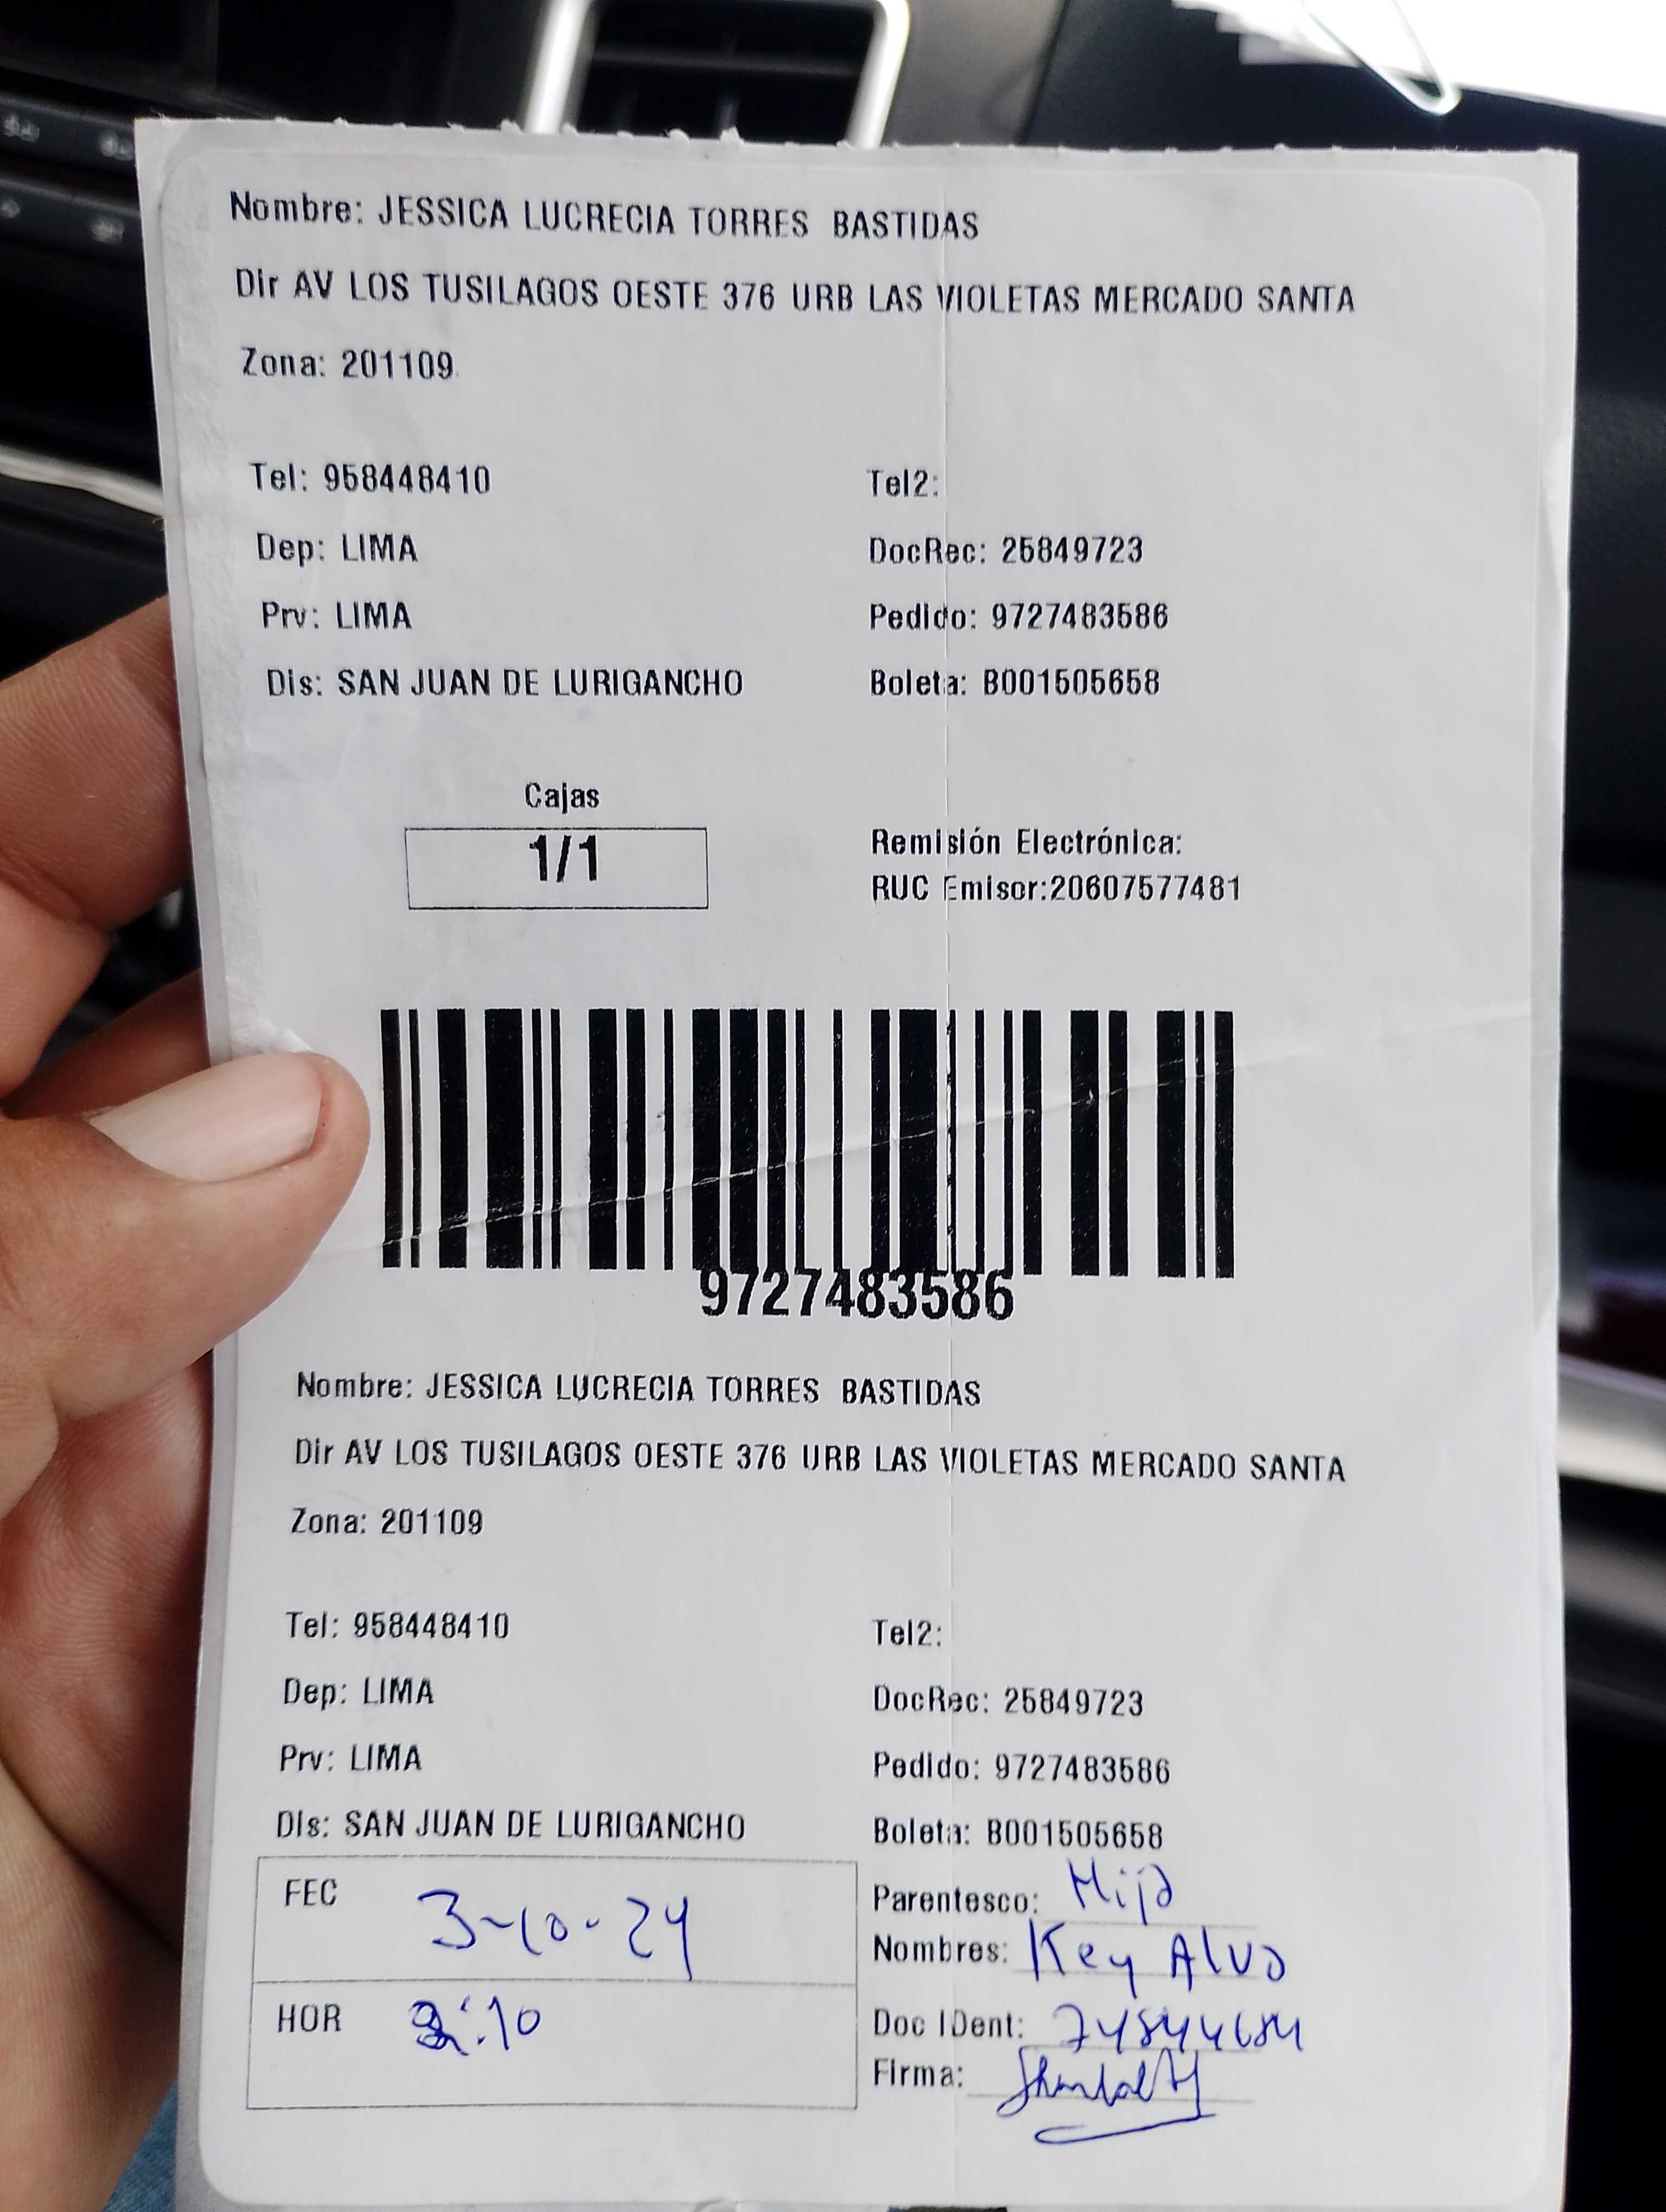 Nombre: JESSICA LUCRECIA TORRES BASTIDAS
Dir AV LOS TUSILAGOS OESTE 376 URB LAS VIOLETAS MERCADO SANTA
Zona: 201109
Tel: 958448410 Tel2:
Dep: LIMA DocRec: 25849723
Prv: LIMA Pedido: 9727483586
Dis: SAN JUAN DE LURIGANCHO Boleta: B001505658
Cajas
1/1
Remisión Electrónica:
RUC Emisor:20607577481
9727483586
Nombre: JESSICA LUCRECIA TORRES BASTIDAS
Dir AV LOS TUSILAGOS OESTE 376 URB LAS VIOLETAS MERCADO SANTA
Zona: 201109
Tel: 958448410 Tel2:
Dep: LIMA DocRec: 25849723
Prv: LIMA Pedido: 9727483586
Dis: SAN JUAN DE LURIGANCHO Boleta: B001505658
FEC 3-10-24
HOR :10
Parentesco: Hija
Nombres: Key Alva
Doc IDent: 74844684
Firma: